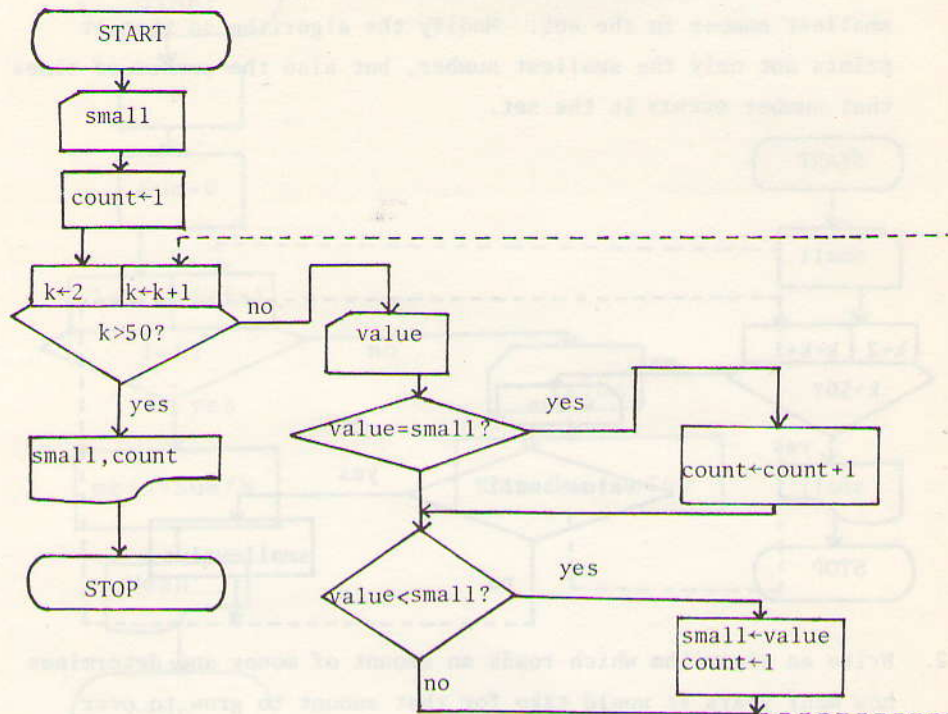 START
small
count←1
k←2
k←k+1
k>50?
no
yes
small,count
STOP
value
value=small?
yes
count←count+1
value<small?
yes
small←value
count←1
no